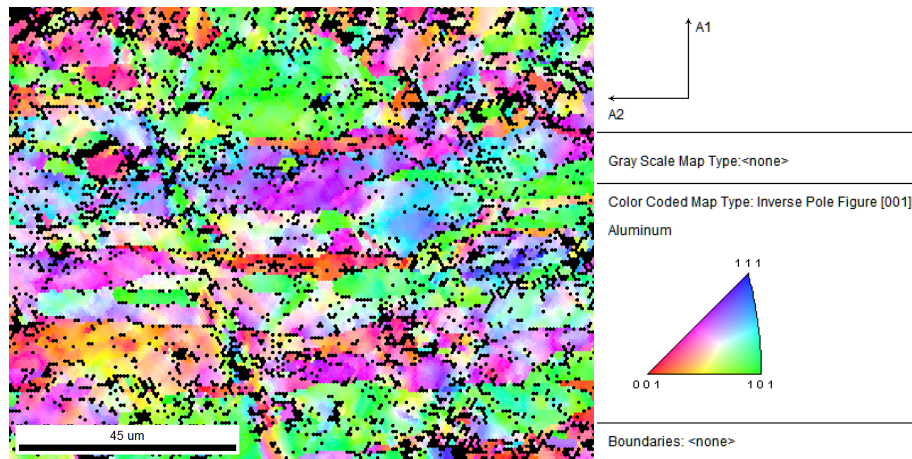 A1
A2
Gray Scale Map Type:<none>
Color Coded Map Type: Inverse Pole Figure [001]
Aluminum
1 1 1
0 0 1
1 0 1
45 um
Boundaries: <none>